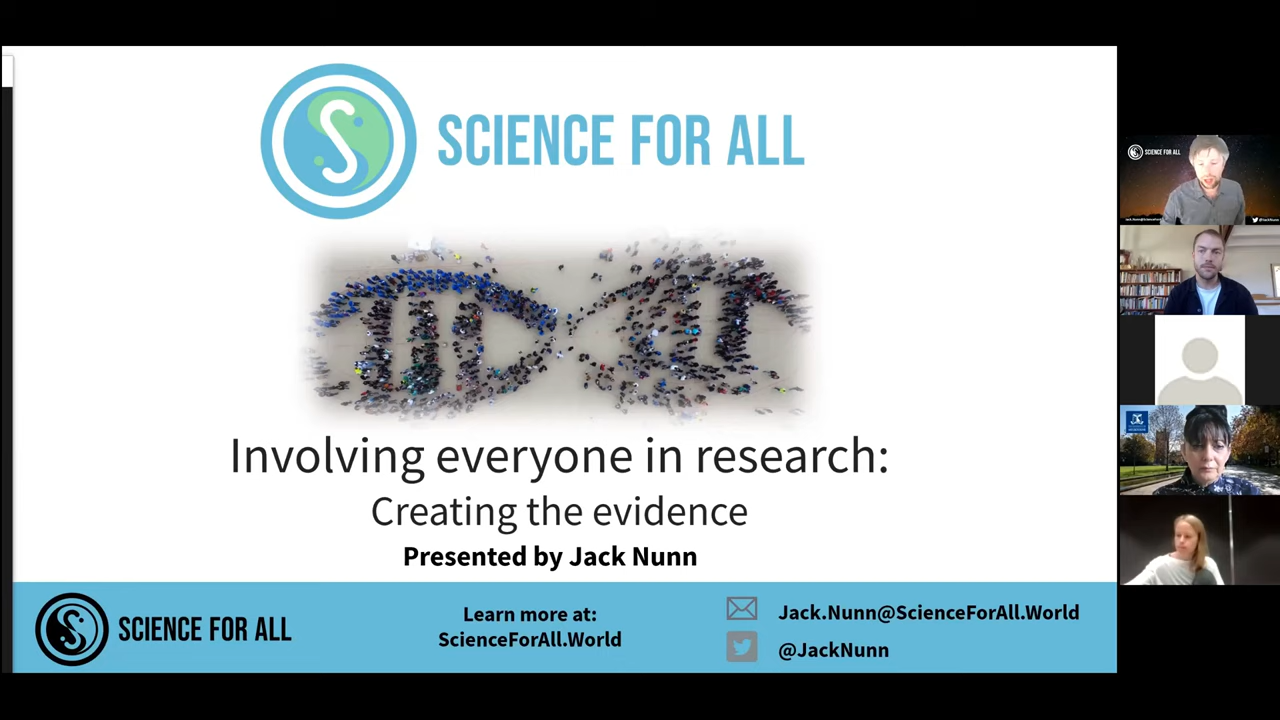 SCIENCE FOR ALL
Involving everyone in research:
Creating the evidence
Presented by Jack Nunn
SCIENCE FOR ALL
Learn more at:
ScienceForAll.World
Jack.Nunn@ScienceForAll.World
@JackNunn
SCIENCE FOR ALL
@JackNunn